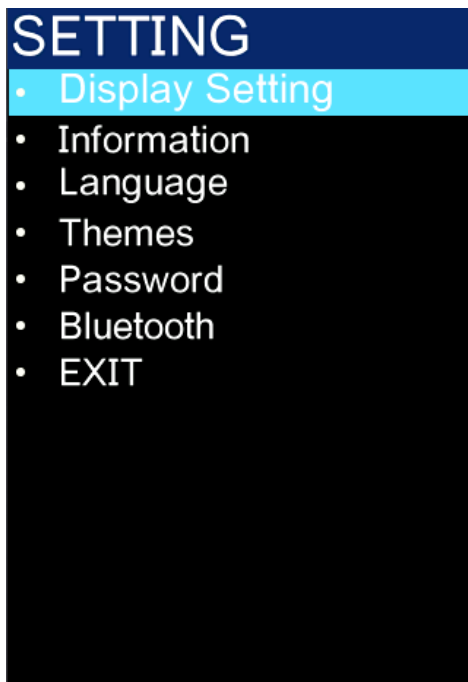 SETTING
• Display Setting
• Information
• Language
• Themes
• Password
• Bluetooth
• EXIT